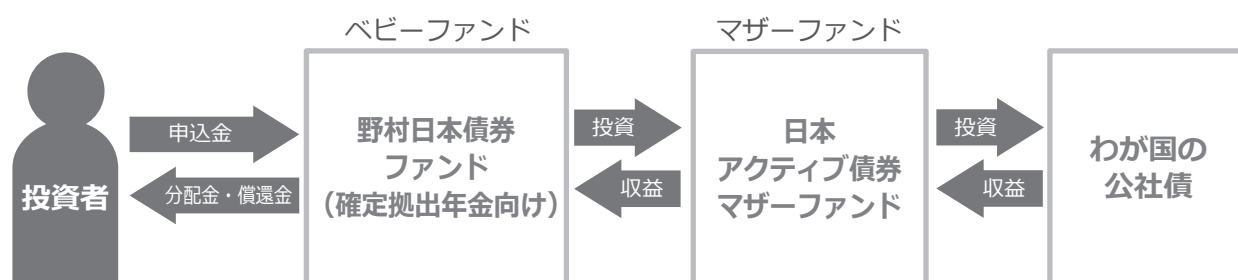 ベビーファンド
マザーファンド
投資者
申込金
分配金・償還金
野村日本債券
ファンド
（確定拠出年金向け）
投資
収益
日本
アクティブ債券
マザーファンド
投資
収益
わが国の
公社債